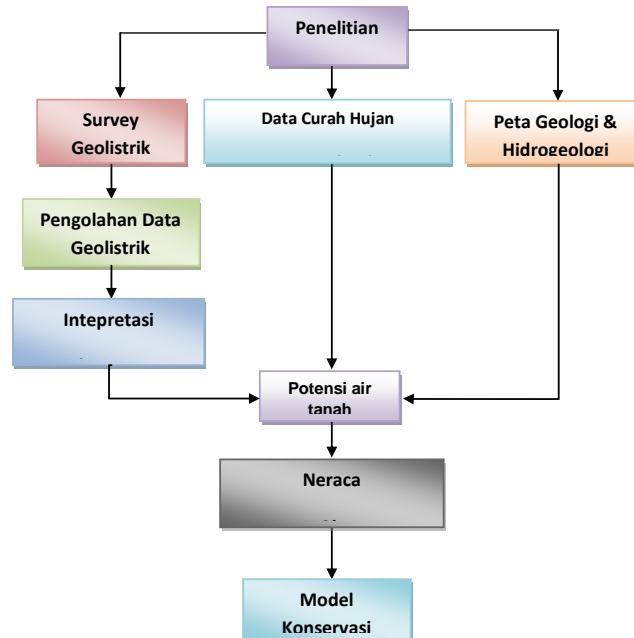 Penelitian
Survey
Geolistrik
Data Curah Hujan
Peta Geologi &
Hidrogeologi
Pengolahan Data
Geolistrik
Intepretasi
Potensi air
tanah
Neraca
Model
Konservasi